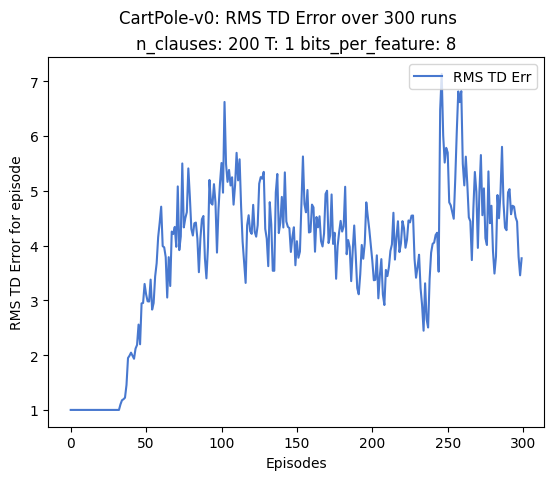 CartPole-v0: RMS TD Error over 300 runs
n_clauses: 200 T: 1 bits_per_feature: 8
RMS TD Err
RMS TD Error for episode
7
6
5
4
3
2
1
0
50
100
150
200
250
300
Episodes